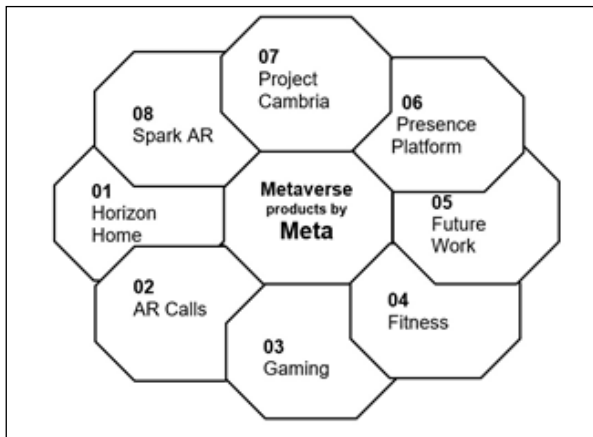 07
Project
Cambria
08
Spark AR
06
Presence
Platform
01
Horizon
Home
Metaverse
products by
Meta
05
Future
Work
02
AR Calls
04
Fitness
03
Gaming